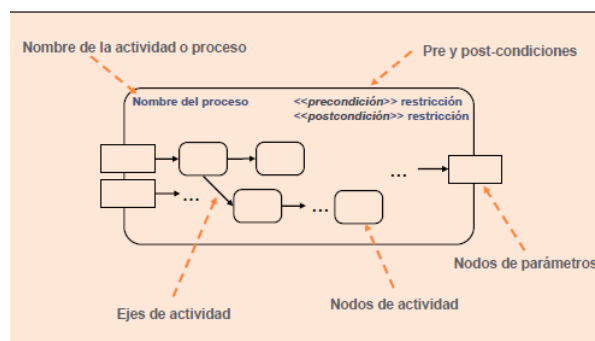 Nombre de la actividad o proceso
Pre y post-condiciones
Nombre del proceso
<<precondición>> restricción
<<postcondición>> restricción
...
...
...
Nodos de parámetros
Ejes de actividad
Nodos de actividad